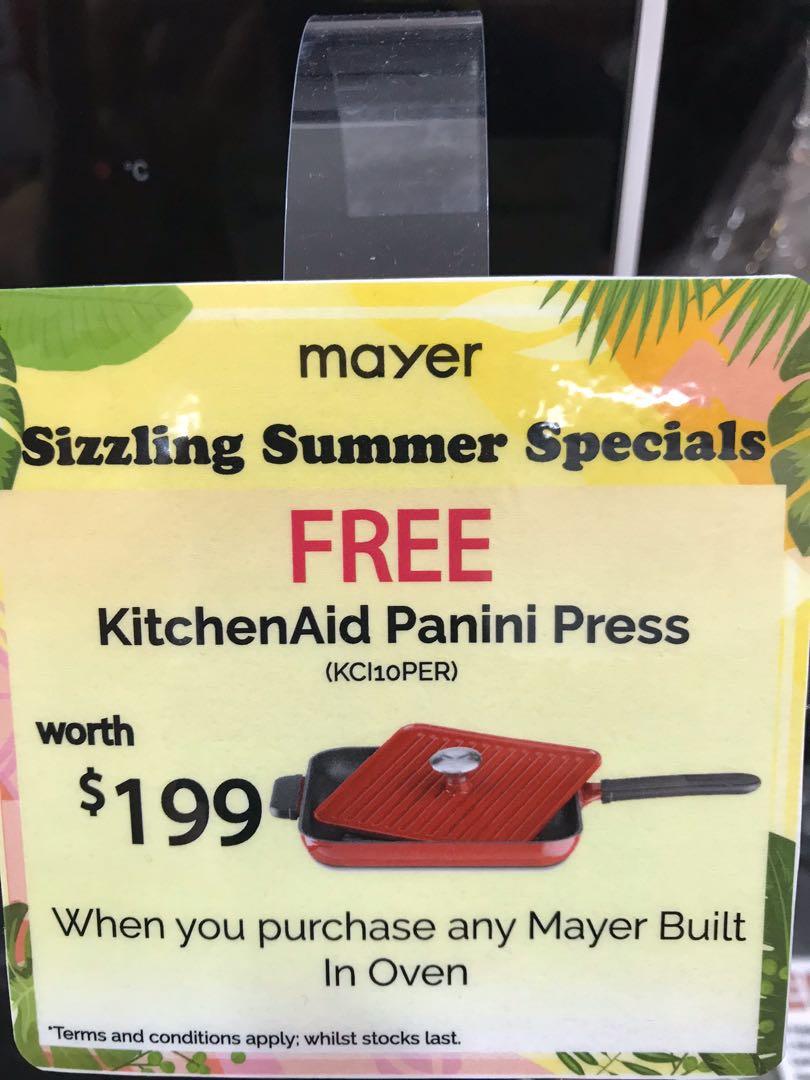 °C
mayer
Sizzling Summer Specials
FREE
KitchenAid Panini Press
(KCI10PER)
worth
$199
When you purchase any Mayer Built
In Oven
*Terms and conditions apply; whilst stocks last.